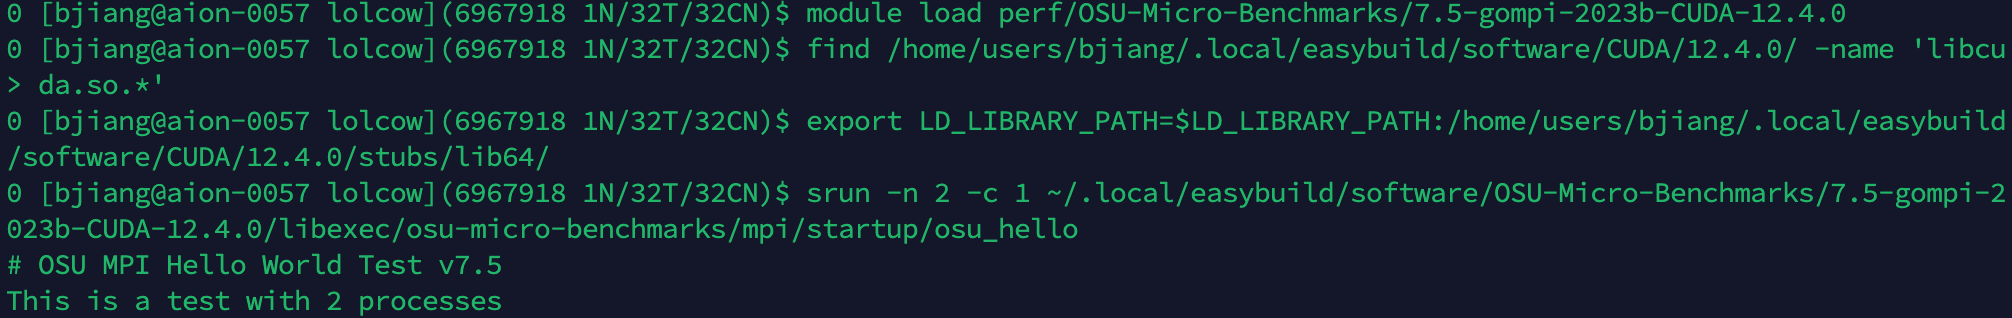 0 [bjiang@aion-0057 lolcow](6967918 1N/32T/32CN)$ module load perf/OSU-Micro-Benchmarks/7.5-gompi-2023b-CUDA-12.4.0
0 [bjiang@aion-0057 lolcow](6967918 1N/32T/32CN)$ find /home/users/bjiang/.local/easybuild/software/CUDA/12.4.0/ -name 'libcu
> da.so.*'
0 [bjiang@aion-0057 lolcow](6967918 1N/32T/32CN)$ export LD_LIBRARY_PATH=$LD_LIBRARY_PATH:/home/users/bjiang/.local/easybuild
/software/CUDA/12.4.0/stubs/lib64/
0 [bjiang@aion-0057 lolcow](6967918 1N/32T/32CN)$ srun -n 2 -c 1 ~/.local/easybuild/software/OSU-Micro-Benchmarks/7.5-gompi-2
023b-CUDA-12.4.0/libexec/osu-micro-benchmarks/mpi/startup/osu_hello
# OSU MPI Hello World Test v7.5
This is a test with 2 processes